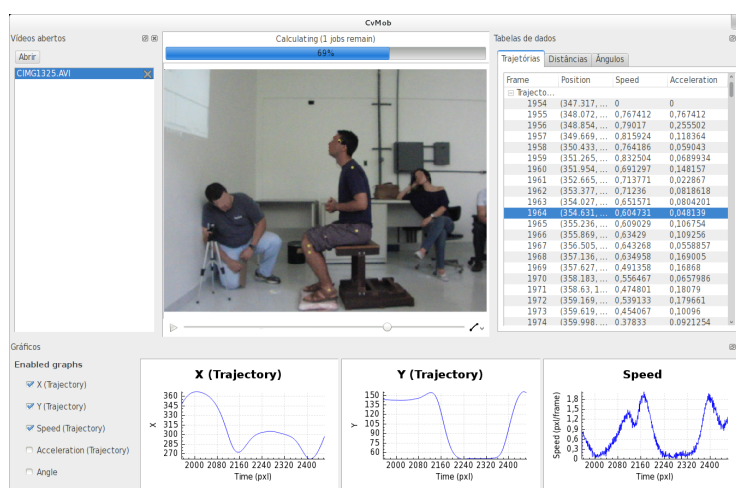 CvMob
Vídeos abertos
Abrir
CIMG1325.AVI
Calculating (1 jobs remain)
69%
Tabelas de dados
Trajetórias Distâncias Ângulos
Frame Position Speed Acceleration
Trajecto...
1954 (347.317, ... 0 0
1955 (348.072, ... 0,767412 0,767412
1956 (348.854, ... 0,79017 0,255502
1957 (349.669, ... 0,815924 0,118364
1958 (350.433, ... 0,764186 0,059043
1959 (351.265, ... 0,832504 0,0689934
1960 (351.954, ... 0,691297 0,148157
1961 (352.665, ... 0,713771 0,022867
1962 (353.377, ... 0,71236 0,0818618
1963 (354.027, ... 0,651571 0,0804201
1964 (354.631, ... 0,604731 0,048139
1965 (355.236, ... 0,609029 0,106754
1966 (355.869, ... 0,63429 0,109256
1967 (356.505, ... 0,643268 0,0558857
1968 (357.136, ... 0,634958 0,169005
1969 (357.627, ... 0,491358 0,16868
1970 (358.183, ... 0,556467 0,0657986
1971 (358.63, 1... 0,474801 0,18079
1972 (359.169, ... 0,539133 0,179661
1973 (359.619, ... 0,454067 0,10096
1974 (359.998, ... 0,37833 0,0921254
Gráficos
Enabled graphs
X (Trajectory)
Y (Trajectory)
Speed (Trajectory)
Acceleration (Trajectory)
Angle
X (Trajectory)
X
360
345
330
315
300
285
270
2000 2080 2160 2240 2320 2400
Time (pxl)
Y (Trajectory)
Y
150
135
120
105
90
75
60
2000 2080 2160 2240 2320 2400
Time (pxl)
Speed
Speed (px(frame)
1,8
1,5
1,2
0,9
0,6
0,3
0
2000 2080 2160 2240 2320 2400
Time (pxl)